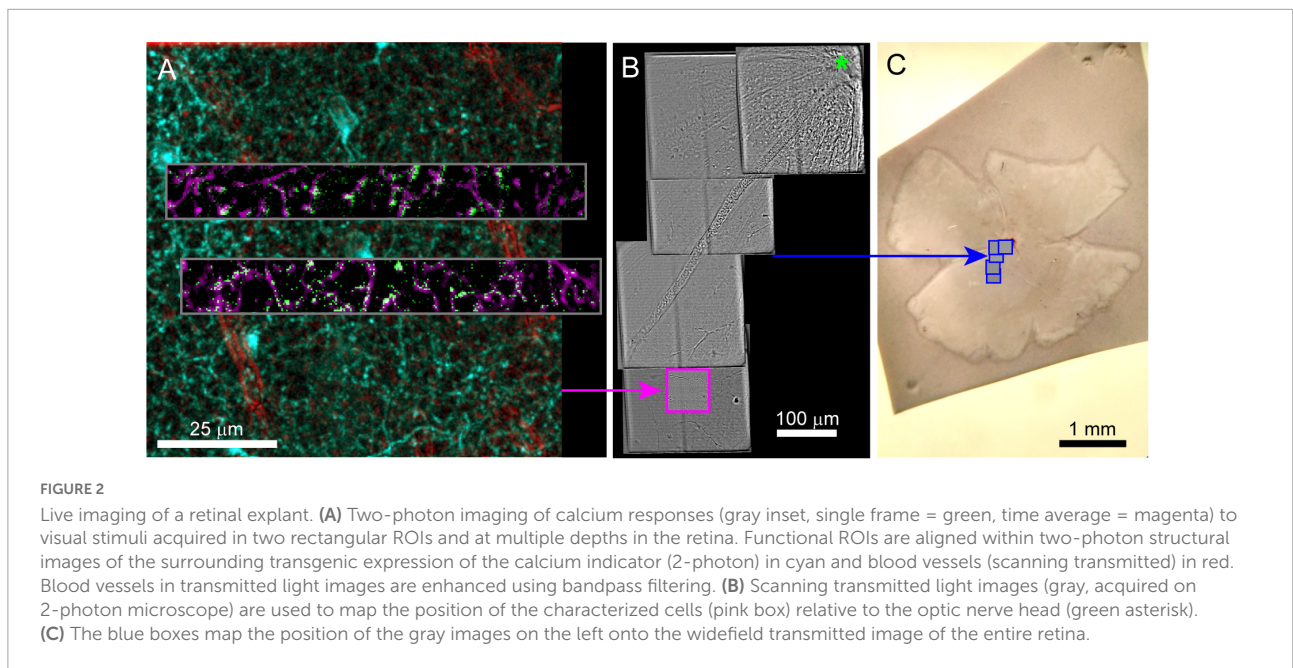 A
B
*
C
25 μm
100 μm
1 mm
FIGURE 2
Live imaging of a retinal explant. (A) Two-photon imaging of calcium responses (gray inset, single frame = green, time average = magenta) to
visual stimuli acquired in two rectangular ROIs and at multiple depths in the retina. Functional ROIs are aligned within two-photon structural
images of the surrounding transgenic expression of the calcium indicator (2-photon) in cyan and blood vessels (scanning transmitted) in red.
Blood vessels in transmitted light images are enhanced using bandpass filtering. (B) Scanning transmitted light images (gray, acquired on
2-photon microscope) are used to map the position of the characterized cells (pink box) relative to the optic nerve head (green asterisk).
(C) The blue boxes map the position of the gray images on the left onto the widefield transmitted image of the entire retina.